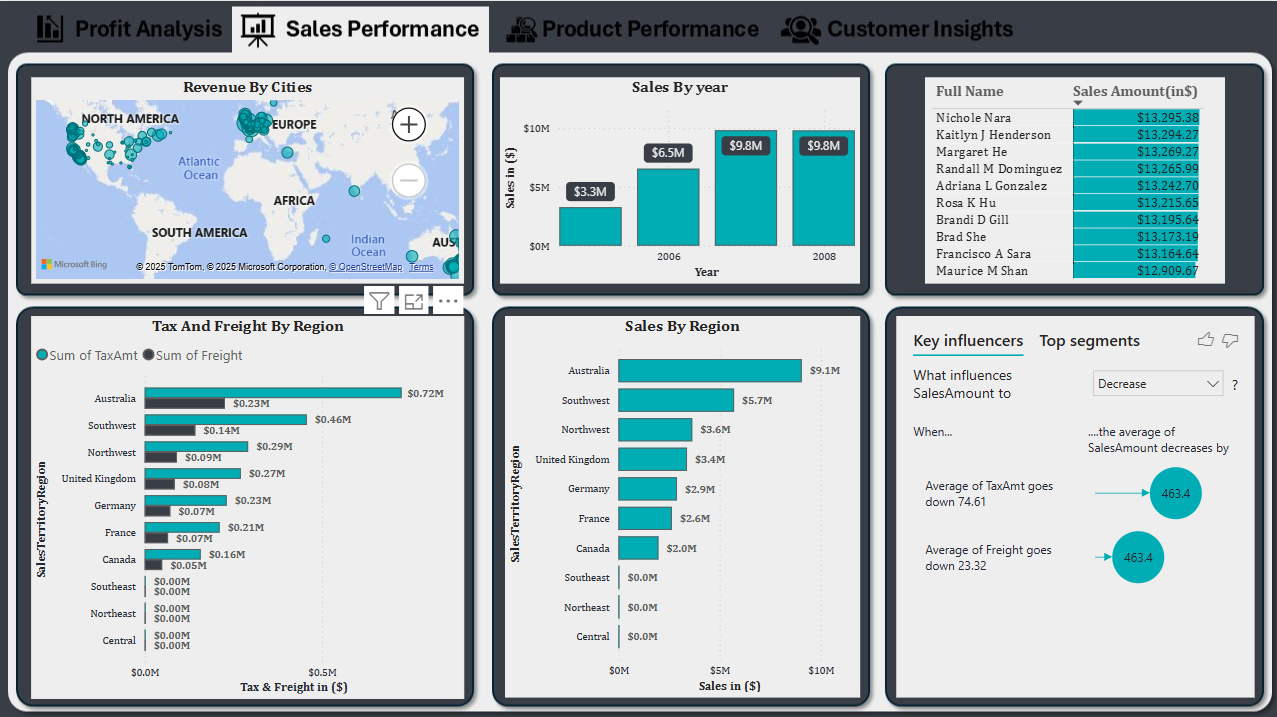 Profit Analysis
Sales Performance
Product Performance
Customer Insights
Revenue By Cities
NORTH AMERICA
EUROPE
Atlantic
Ocean
AFRICA
SOUTH AMERICA
Indian
Ocean
AUS
Microsoft Bing
© 2025 TomTom, © 2025 Microsoft Corporation, © OpenStreetMap Terms
Sales By year
Sales in ($)
$10M
$5M
$0M
$3.3M
$6.5M
$9.8M
$9.8M
2006
2008
Year
Full Name Sales Amount(in$)
Nichole Nara $13,295.38
Kaitlyn J Henderson $13,294.27
Margaret He $13,269.27
Randall M Dominguez $13,265.99
Adriana L Gonzalez $13,242.70
Rosa K Hu $13,215.65
Brandi D Gill $13,195.64
Brad She $13,173.19
Francisco A Sara $13,164.64
Maurice M Shan $12,909.67
Tax And Freight By Region
Sum of TaxAmt Sum of Freight
SalesTerritoryRegion
Australia $0.72M
$0.23M
Southwest $0.46M
$0.14M
Northwest $0.29M
$0.09M
United Kingdom $0.27M
$0.08M
Germany $0.23M
$0.07M
France $0.21M
$0.07M
Canada $0.16M
$0.05M
Southeast $0.00M
$0.00M
Northeast $0.00M
$0.00M
Central $0.00M
$0.00M
$0.0M $0.5M
Tax & Freight in ($)
Sales By Region
SalesTerritoryRegion
Australia $9.1M
Southwest $5.7M
Northwest $3.6M
United Kingdom $3.4M
Germany $2.9M
France $2.6M
Canada $2.0M
Southeast $0.0M
Northeast $0.0M
Central $0.0M
$0M $5M $10M
Sales in ($)
Key influencers Top segments
What influences
SalesAmount to
Decrease
?
When...
....the average of
SalesAmount decreases by
Average of TaxAmt goes
down 74.61
463.4
Average of Freight goes
down 23.32
463.4